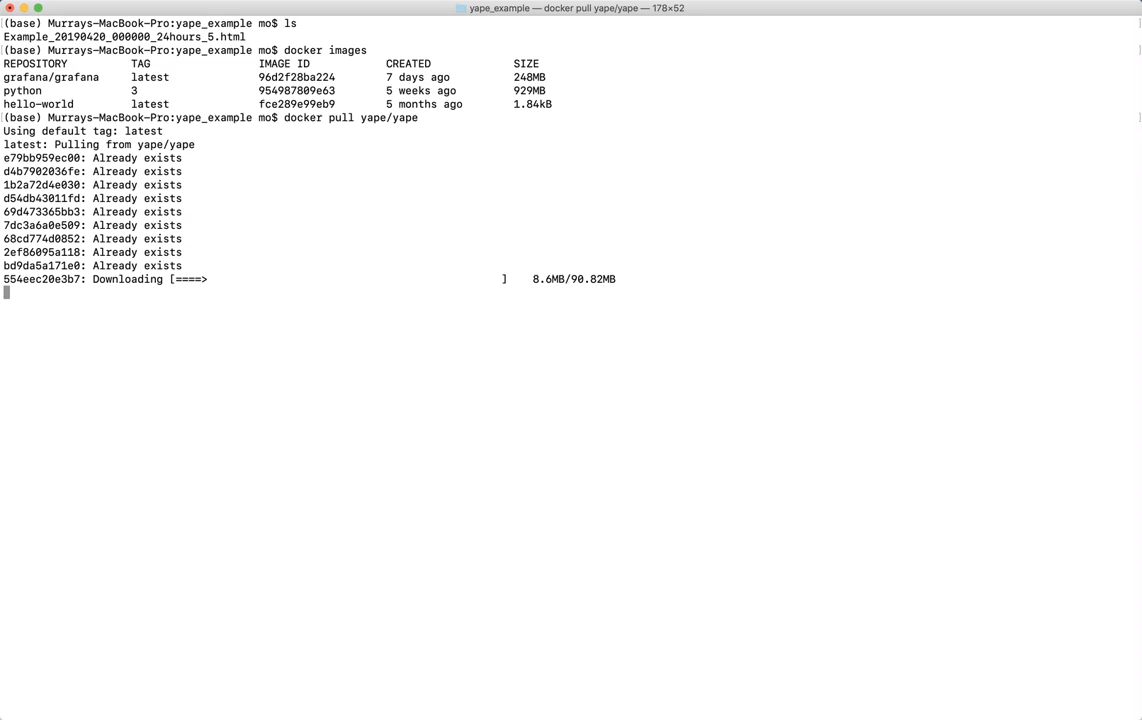 yape_example — docker pull yape/yape — 178×52
(base) Murrays-MacBook-Pro:yape_example mo$ ls
Example_20190420_000000_24hours_5.html
(base) Murrays-MacBook-Pro:yape_example mo$ docker images
REPOSITORY TAG IMAGE ID CREATED SIZE
grafana/grafana latest 96d2f28ba224 7 days ago 248MB
python 3 954987809e63 5 weeks ago 929MB
hello-world latest fce289e99eb9 5 months ago 1.84kB
(base) Murrays-MacBook-Pro:yape_example mo$ docker pull yape/yape
Using default tag: latest
latest: Pulling from yape/yape
e79bb959ec00: Already exists
d4b7902036fe: Already exists
1b2a72d4e030: Already exists
d54db43011fd: Already exists
69d473365bb3: Already exists
7dc3a6a0e509: Already exists
68cd774d0852: Already exists
2ef86095a118: Already exists
bd9da5a171e0: Already exists
554eec20e3b7: Downloading [====> ] 8.6MB/90.82MB